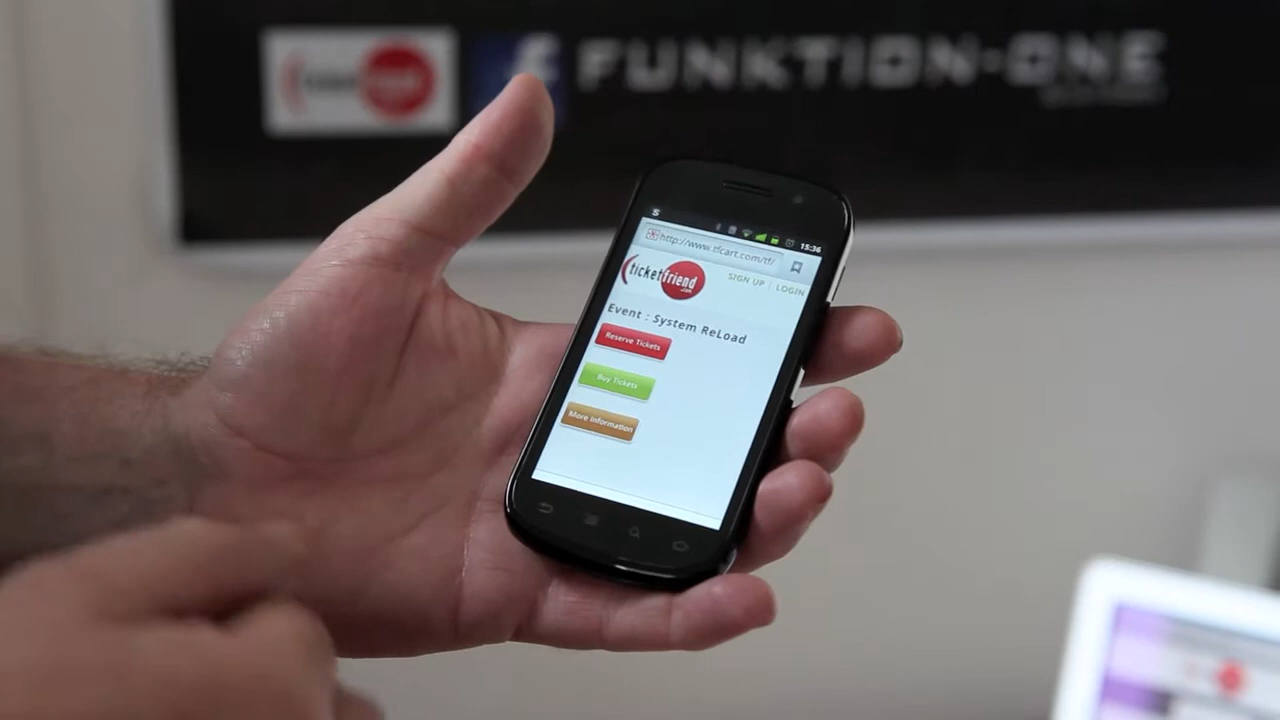 FUNKTION-ONE
15:36
http://www.tfcart.com/tf/
ticketfriend
.com
SIGN UP | LOGIN
Event : System ReLoad
Reserve Tickets
Buy Tickets
More Information